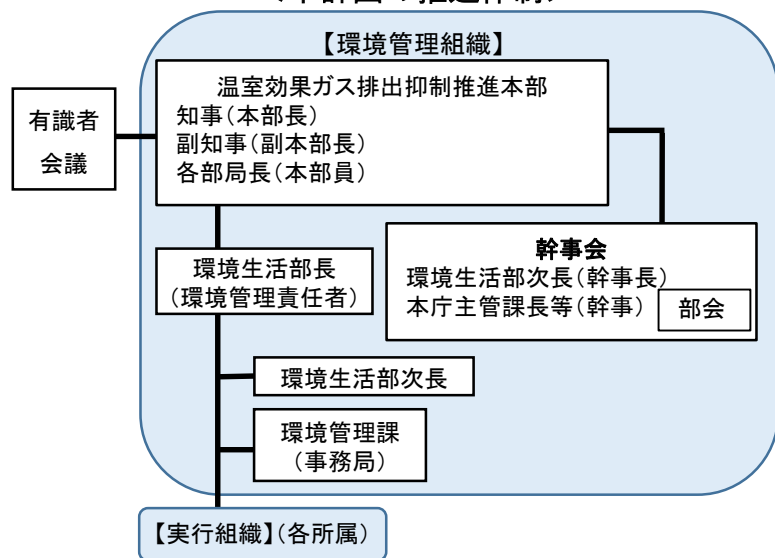 【環境管理組織】
温室効果ガス排出抑制推進本部
知事(本部長)
副知事(副本部長)
各部局長(本部員)
有識者
会議
幹事会
環境生活部次長(幹事長)
本庁主管課長等(幹事)
部会
環境生活部長
(環境管理責任者)
環境生活部次長
環境管理課
(事務局)
【実行組織】(各所属)